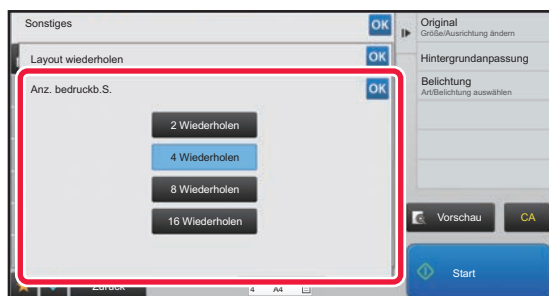 Sonstiges
OK
Layout wiederholen
OK
Anz. bedruckb.S.
OK
2 Wiederholen
4 Wiederholen
8 Wiederholen
16 Wiederholen
Zurück
4 A4
Original
Größe/Ausrichtung ändern
Hintergrundanpassung
Belichtung
Art/Belichtung auswählen
Vorschau
CA
Start